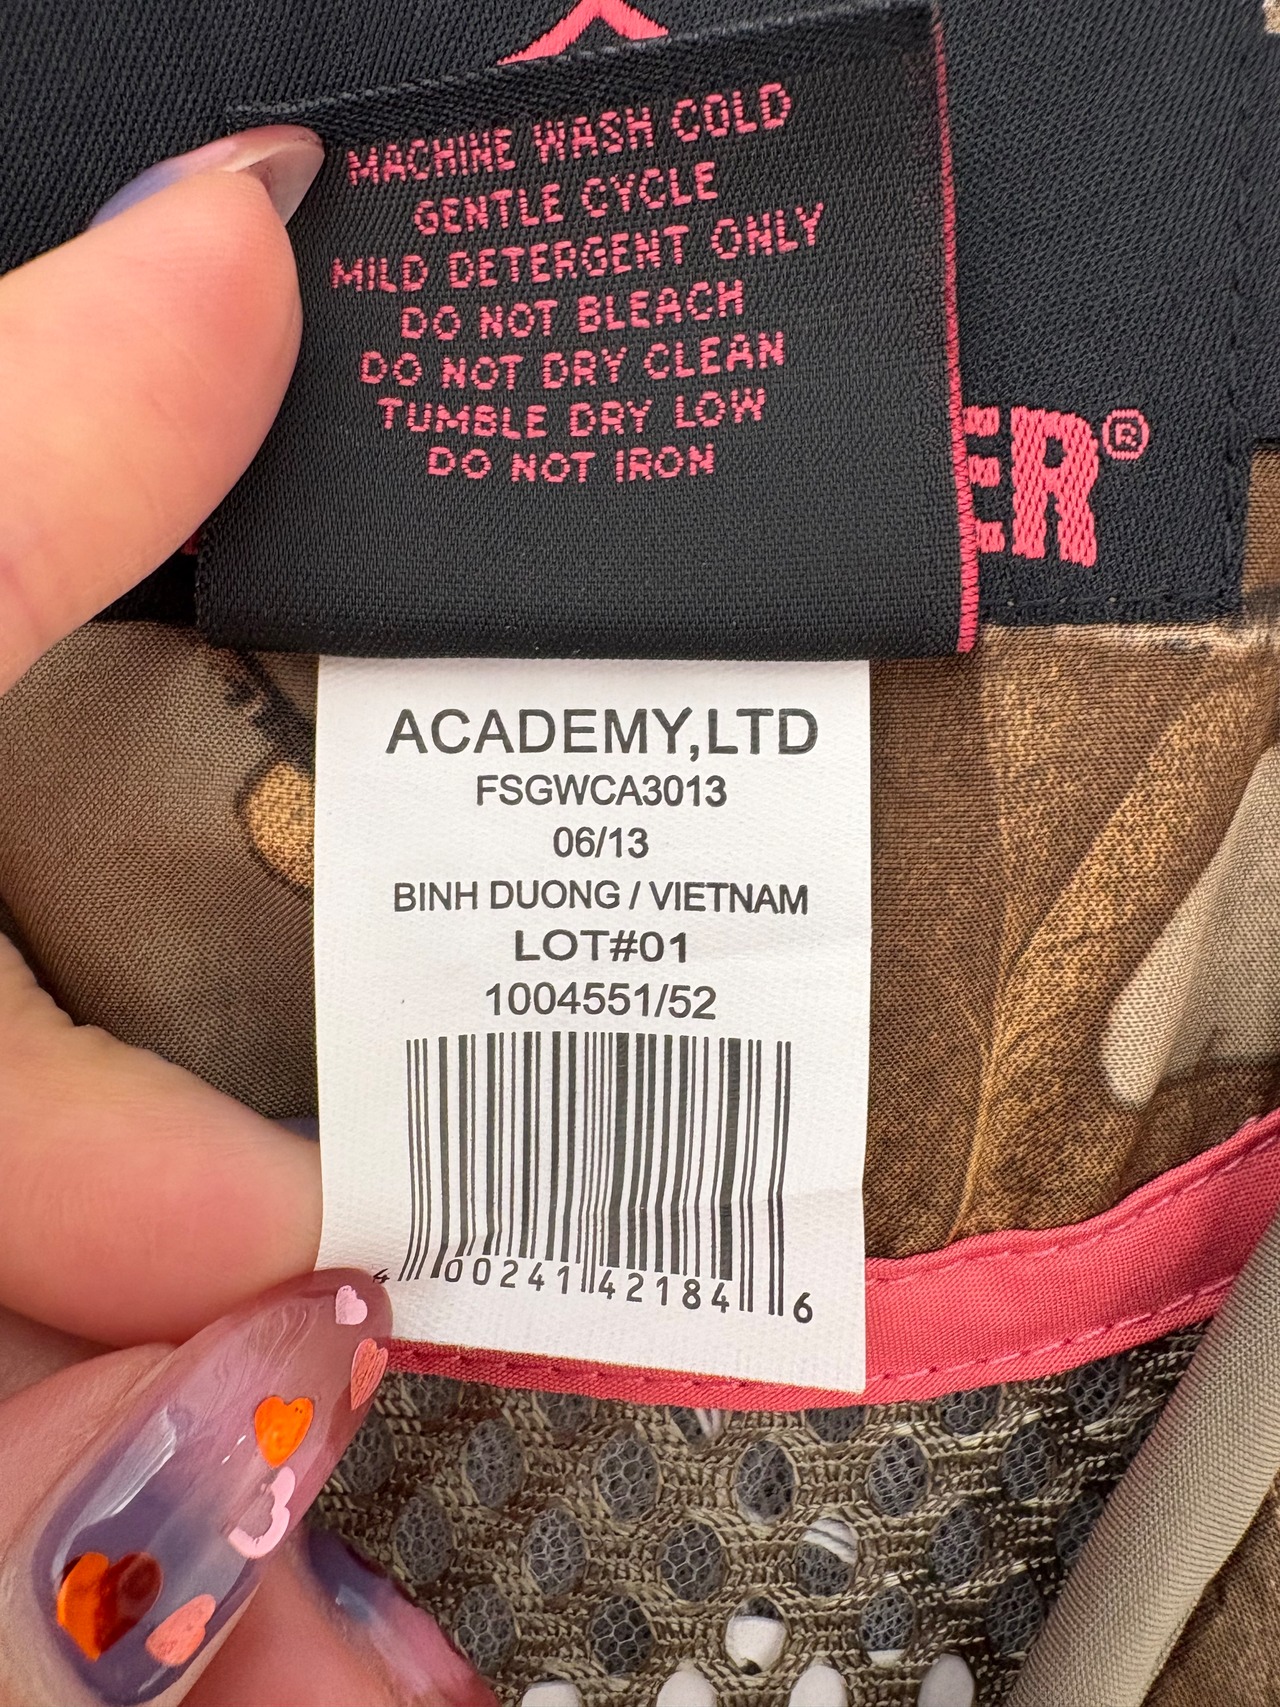 MACHINE WASH COLD
GENTLE CYCLE
MILD DETERGENT ONLY
DO NOT BLEACH
DO NOT DRY CLEAN
TUMBLE DRY LOW
DO NOT IRON
ER®
ACADEMY,LTD
FSGWCA3013
06/13
BINH DUONG / VIETNAM
LOT#01
1004551/52
4 00241 42184 6